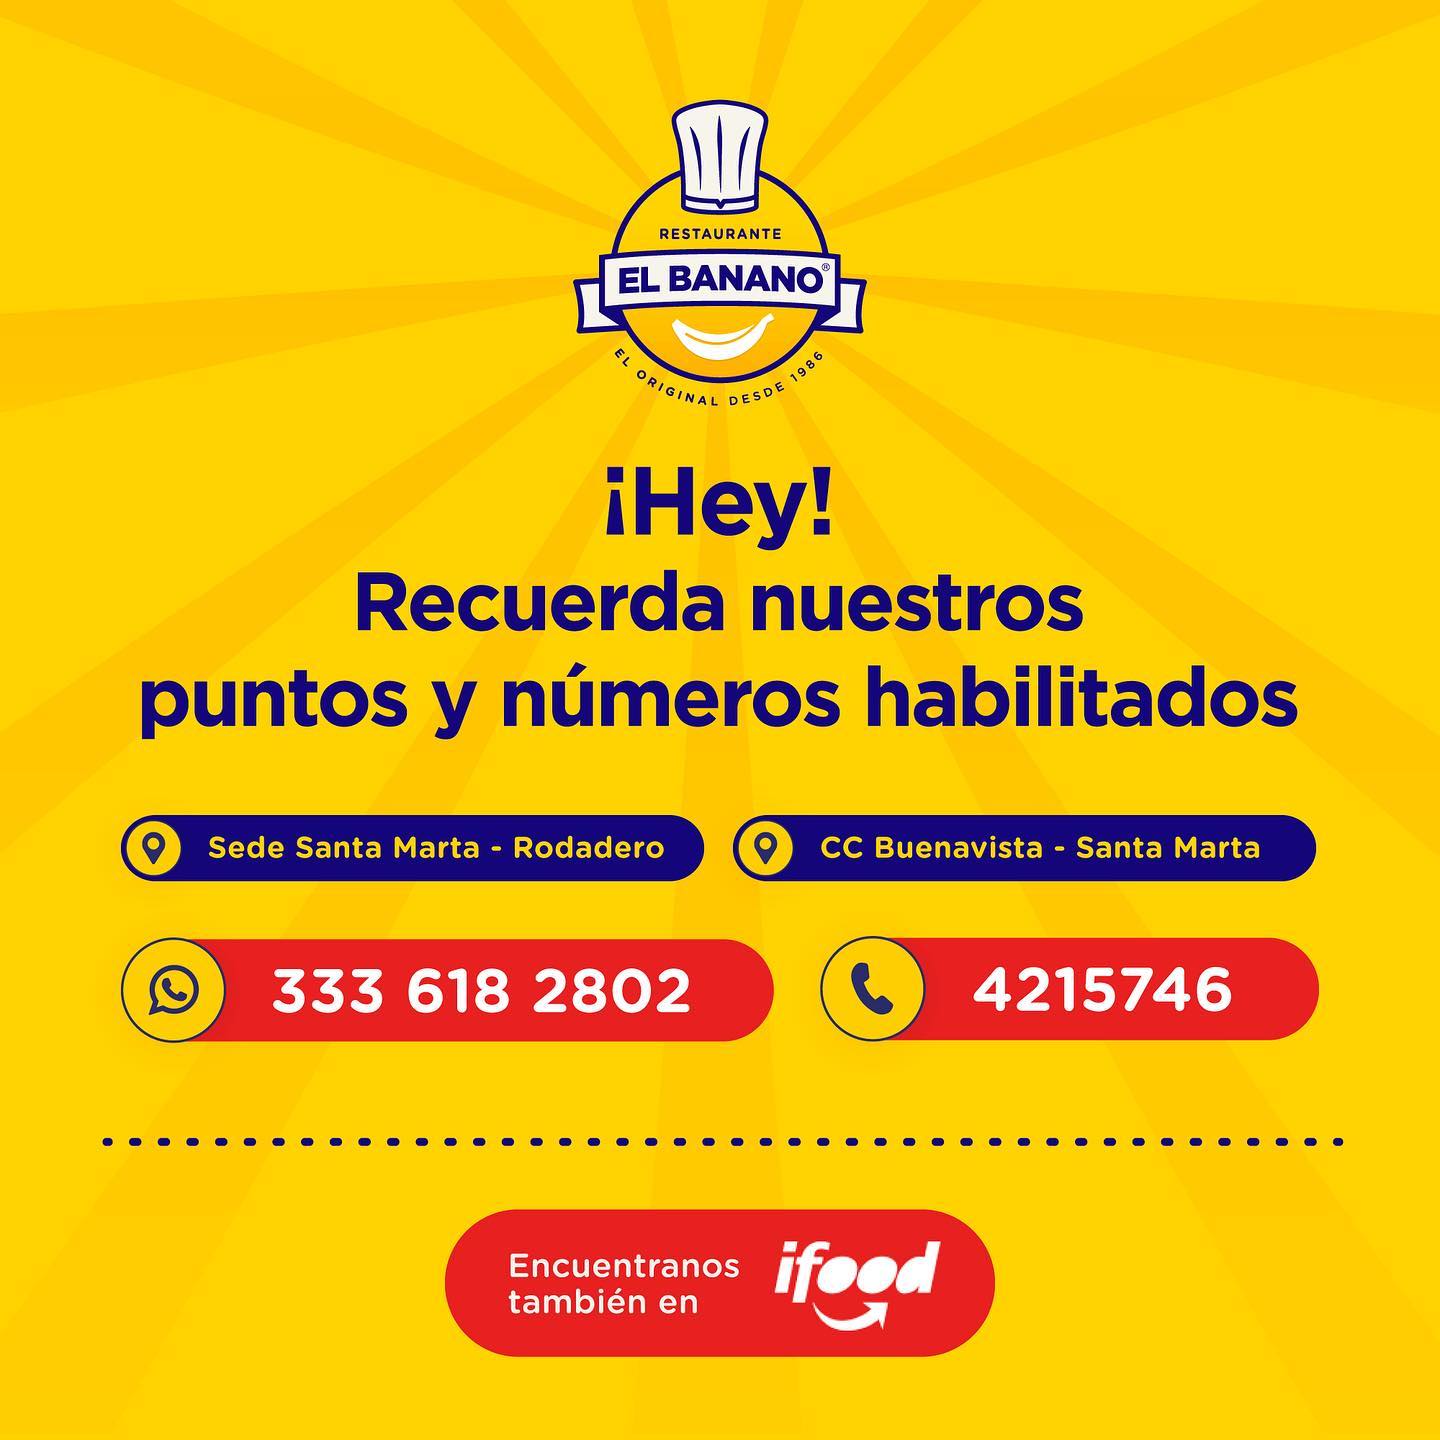 RESTAURANTE
EL BANANO®
EL ORIGINAL DESDE 1986
¡Hey!
Recuerda nuestros
puntos y números habilitados
Sede Santa Marta - Rodadero
CC Buenavista - Santa Marta
333 618 2802
4215746
Encuentranos
también en
ifood